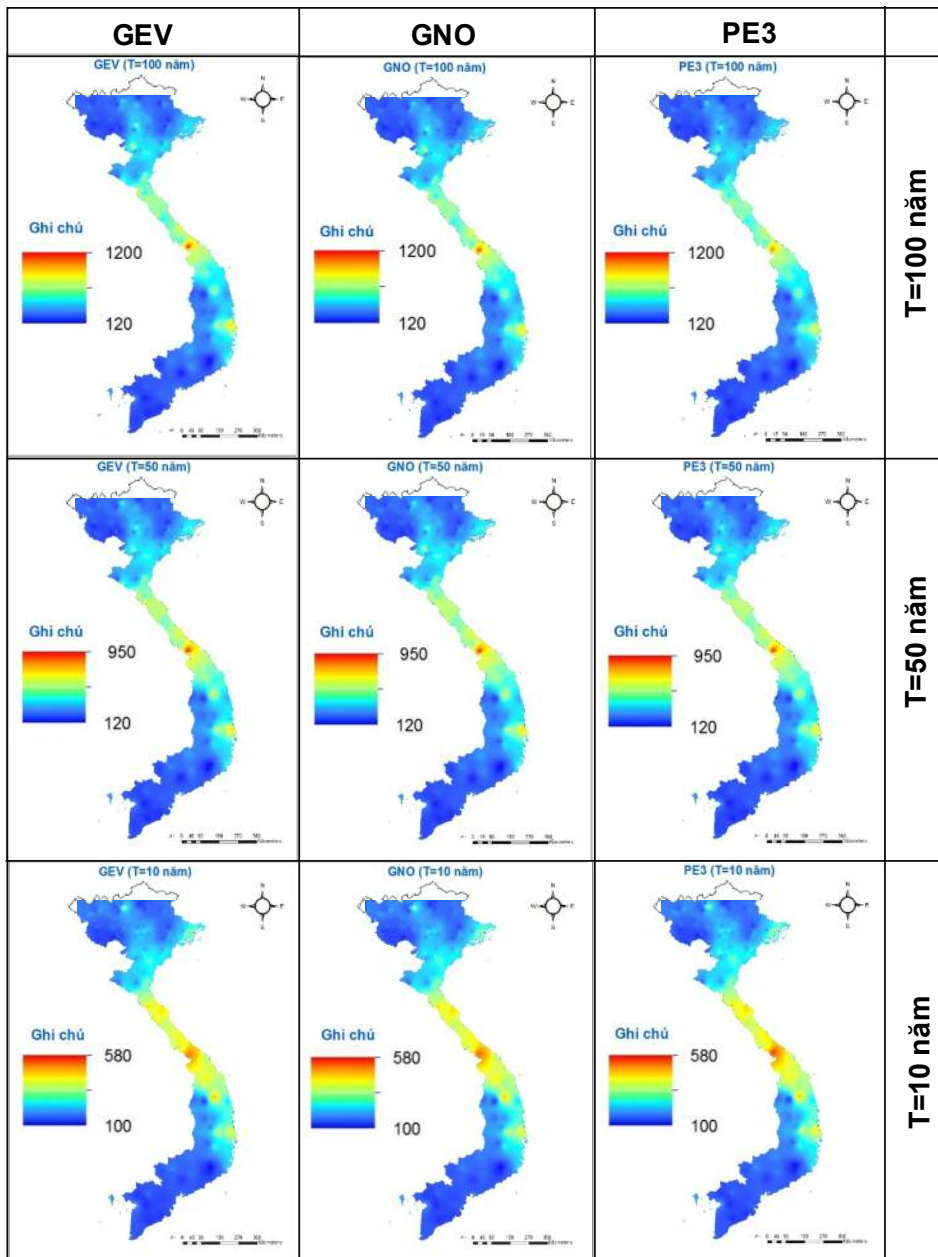 GEV
GNO
PE3
GEV (T=100 năm)
N
W
E
S
Ghi chú
1200
120
GNO (T=100 năm)
N
W
E
S
Ghi chú
1200
120
PE3 (T=100 năm)
N
W
E
S
Ghi chú
1200
120
T=100 năm
GEV (T=50 năm)
N
W
E
S
Ghi chú
950
120
GNO (T=50 năm)
N
W
E
S
Ghi chú
950
120
PE3 (T=50 năm)
N
W
E
S
Ghi chú
950
120
T=50 năm
GEV (T=10 năm)
N
W
E
S
Ghi chú
580
100
GNO (T=10 năm)
N
W
E
S
Ghi chú
580
100
PE3 (T=10 năm)
N
W
E
S
Ghi chú
580
100
T=10 năm